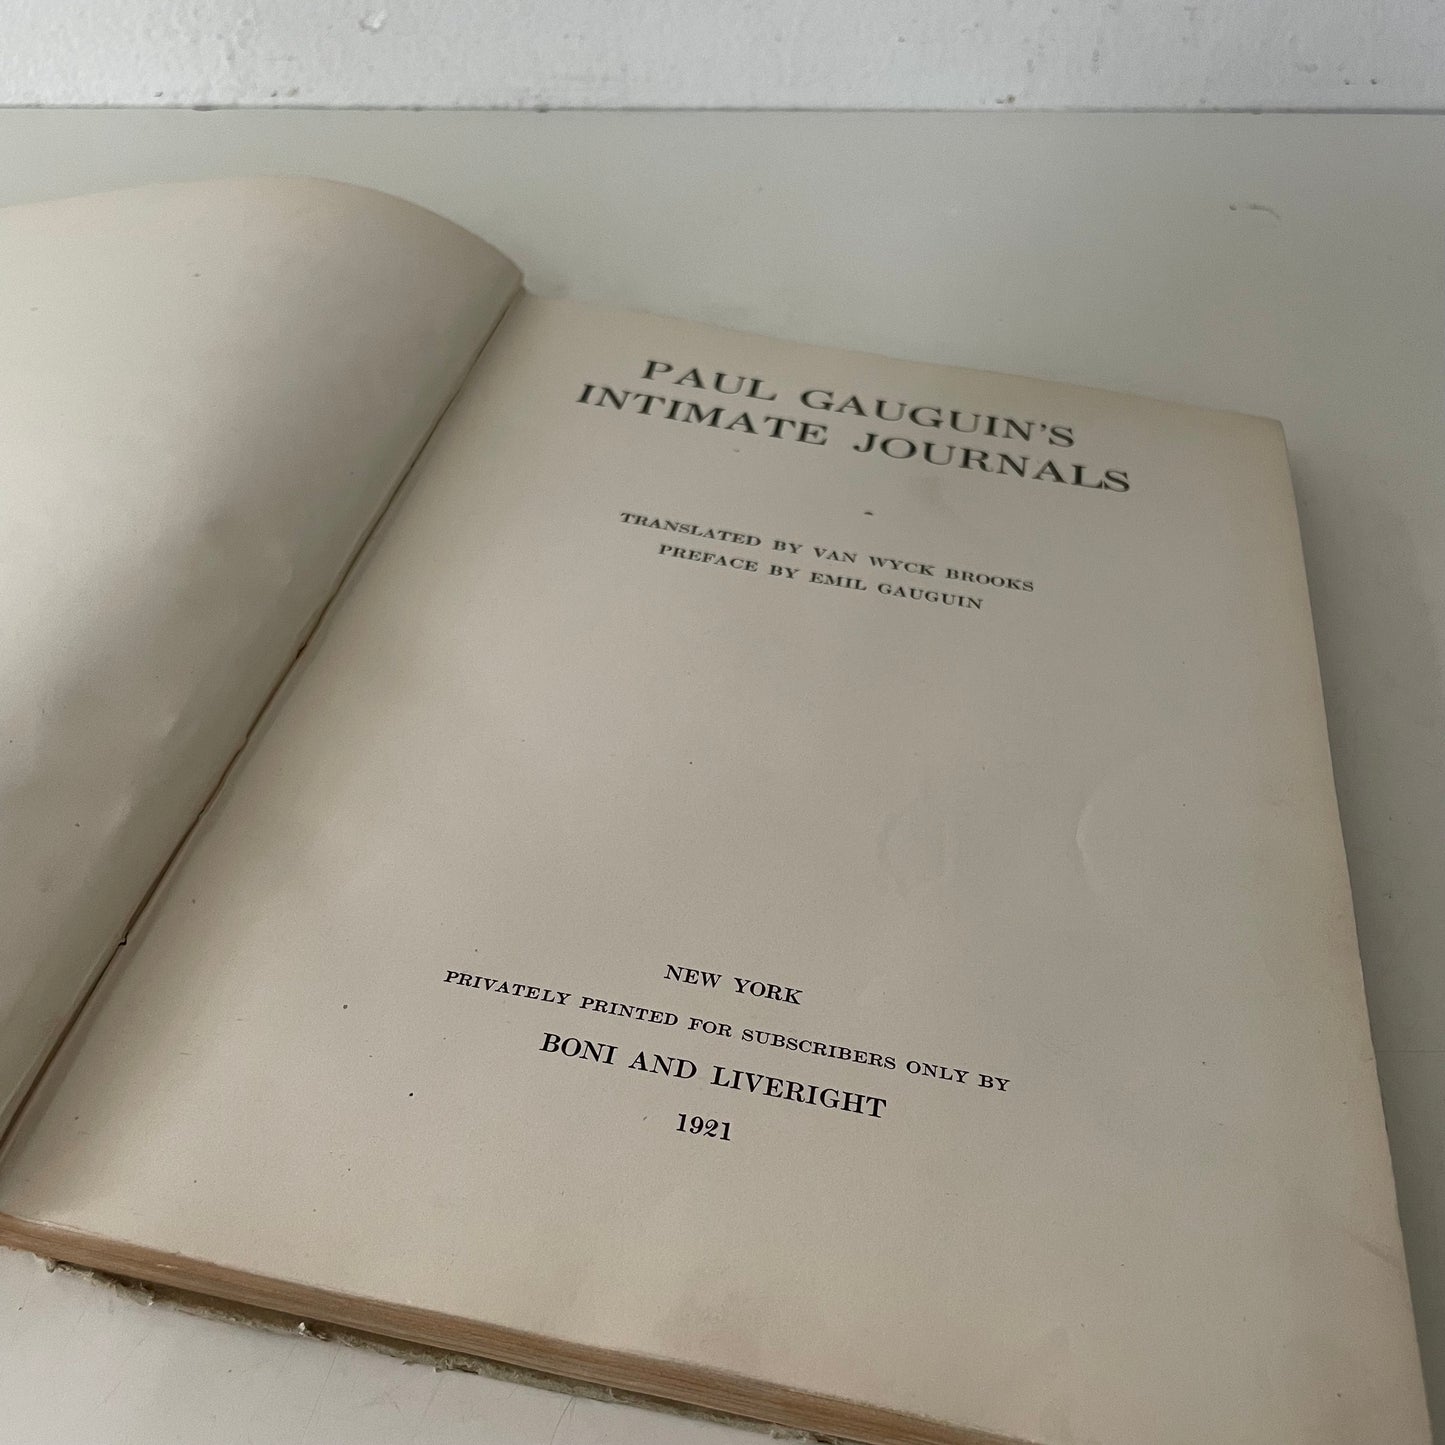 PAUL GAUGUIN'S
INTIMATE JOURNALS
TRANSLATED BY VAN WYCK BROOKS
PREFACE BY EMIL GAUGUIN
NEW YORK
PRIVATELY PRINTED FOR SUBSCRIBERS ONLY BY
BONI AND LIVERIGHT
1921